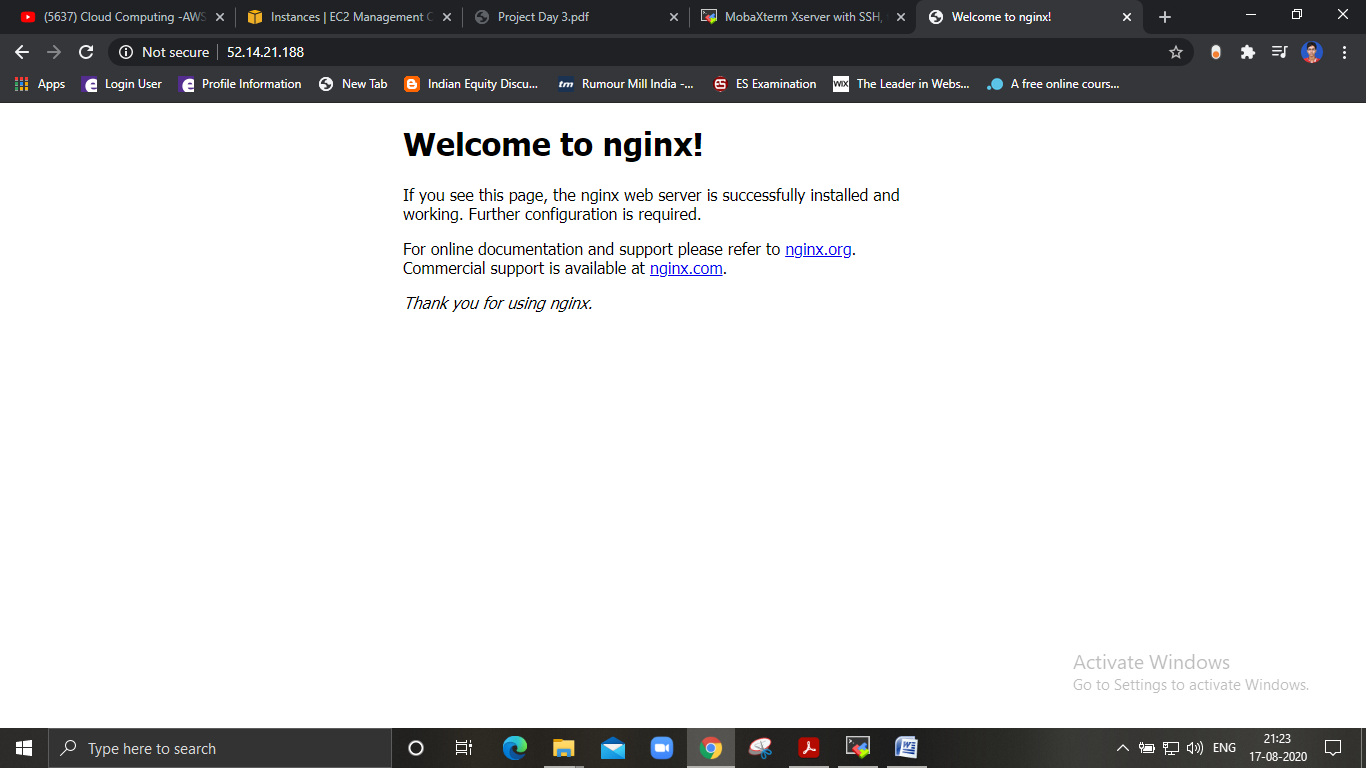 (5637) Cloud Computing -AWS
Instances | EC2 Management C
Project Day 3.pdf
MobaXterm Xserver with SSH,
Welcome to nginx!
Not secure
52.14.21.188
Apps
Login User
Profile Information
New Tab
Indian Equity Discu...
tm
Rumour Mill India -...
ES
ES Examination
WIX
The Leader in Webs...
A free online cours...
Welcome to nginx!
If you see this page, the nginx web server is successfully installed and
working. Further configuration is required.
For online documentation and support please refer to nginx.org.
Commercial support is available at nginx.com.
Thank you for using nginx.
Activate Windows
Go to Settings to activate Windows.
Type here to search
ENG
21:23
17-08-2020